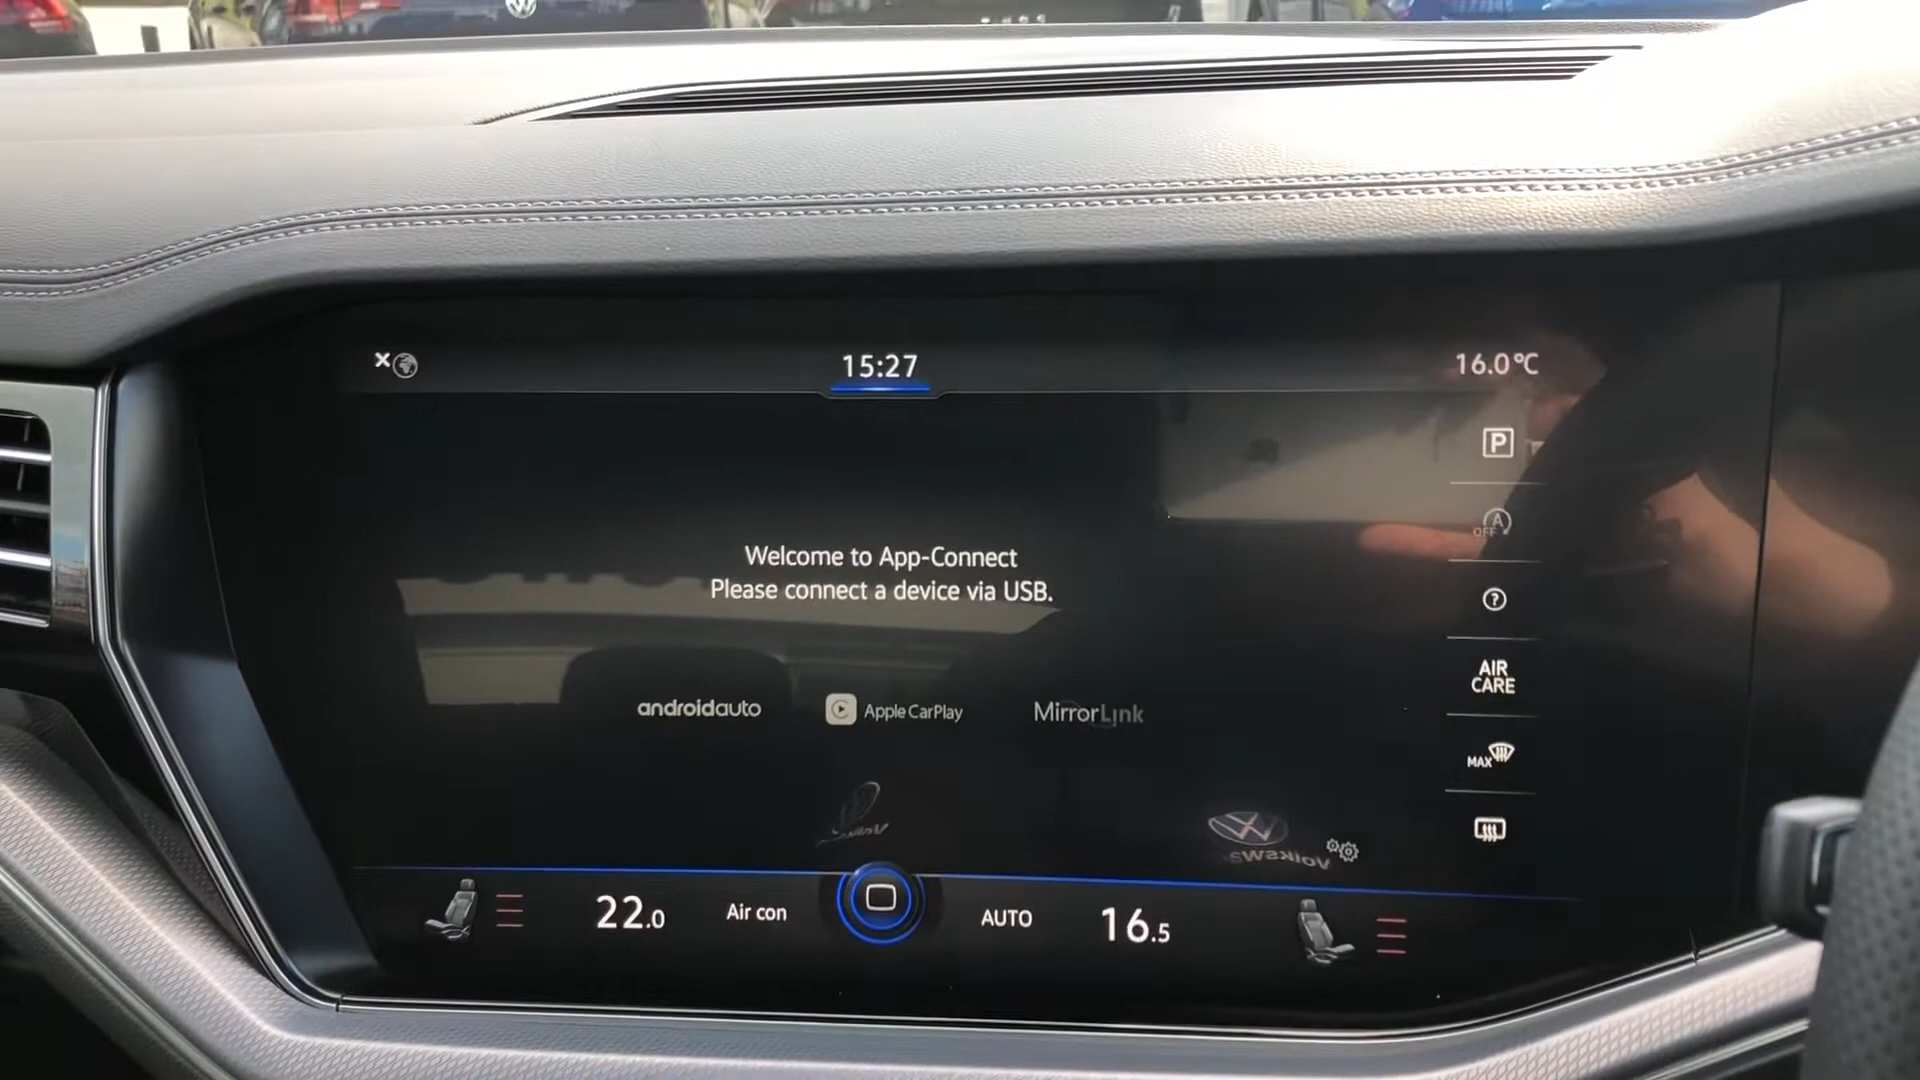 15:27
16.0°C
P
A
OFF
?
Welcome to App-Connect
Please connect a device via USB.
AIR
CARE
androidauto
Apple CarPlay
MirrorLink
MAX
22.0
Air con
AUTO
16.5